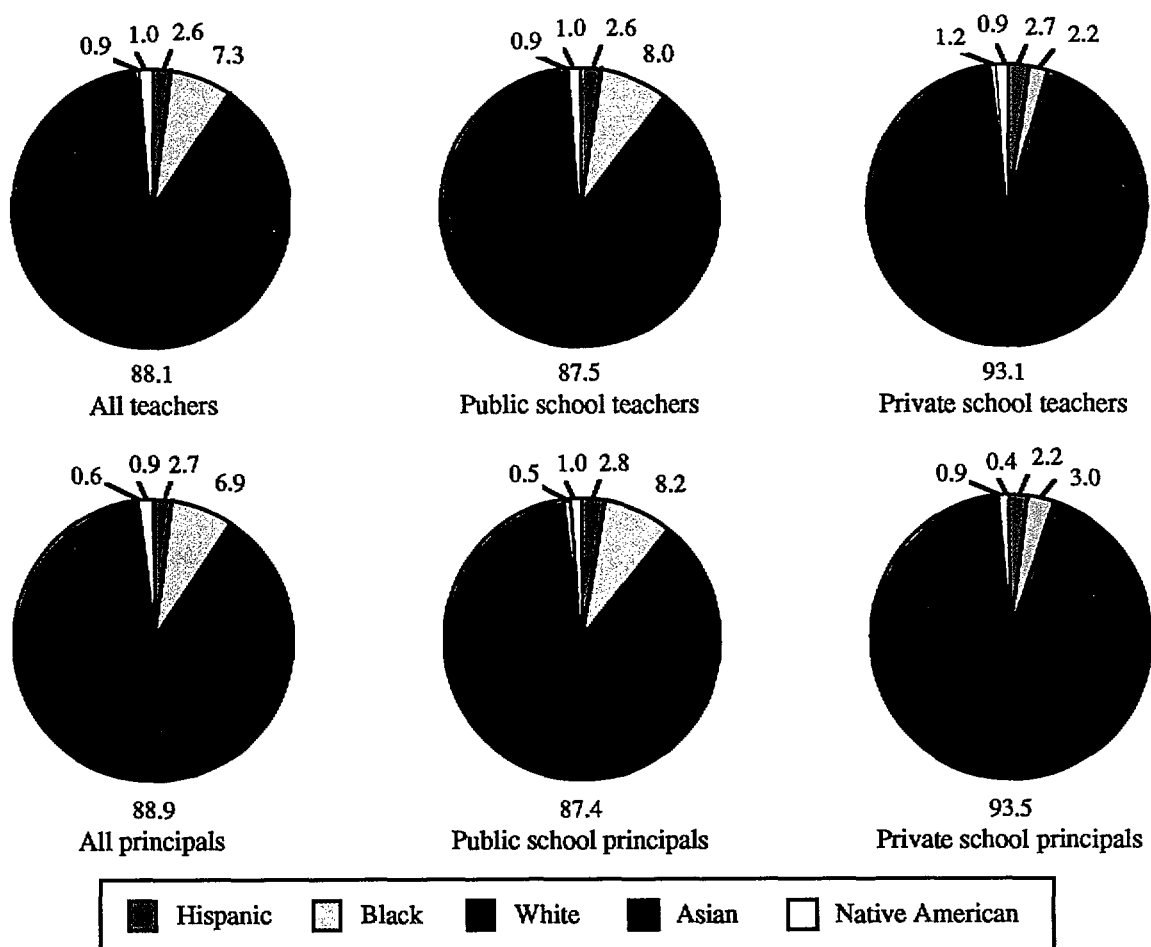 0.9 1.0 2.6 7.3
0.9 1.0 2.6 8.0
1.2 0.9 2.7 2.2
88.1
All teachers
87.5
Public school teachers
93.1
Private school teachers
0.6 0.9 2.7 6.9
0.5 1.0 2.8 8.2
0.9 0.4 2.2 3.0
88.9
All principals
87.4
Public school principals
93.5
Private school principals
Hispanic Black White Asian Native American